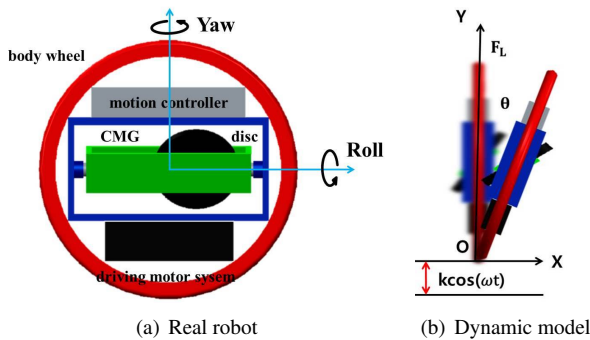 Yaw
body wheel
motion controller
CMG
disc
Roll
driving motor sysem
(a) Real robot
Y
F_L
θ
O
X
kcos(ωt)
(b) Dynamic model